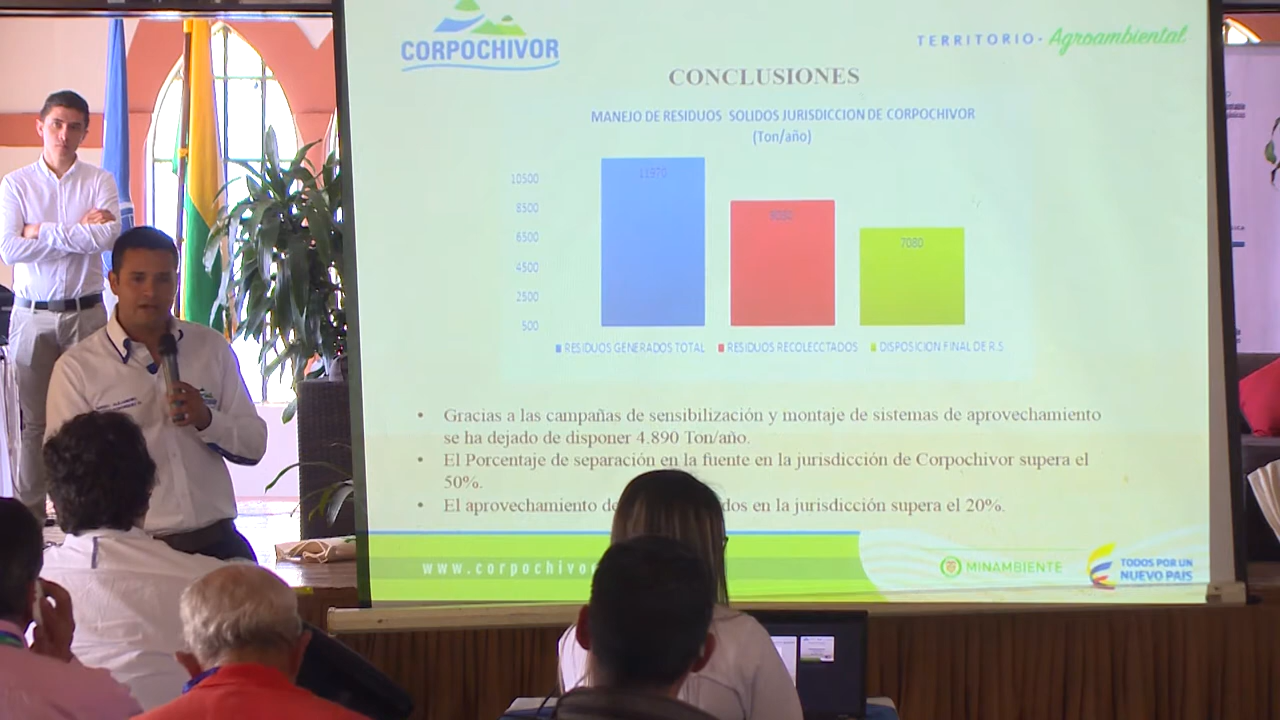 CORPOCHIVOR
TERRITORIO - Agroambiental
CONCLUSIONES
MANEJO DE RESIDUOS SOLIDOS JURISDICCION DE CORPOCHIVOR
(Ton/año)
10500
8500
6500
4500
2500
500
11970
7080
RESIDUOS GENERADOS TOTAL RESIDUOS RECOLECCTADOS DISPOSICION FINAL DE R.S
• Gracias a las campañas de sensibilización y montaje de sistemas de aprovechamiento
se ha dejado de disponer 4.890 Ton/año.
• El Porcentaje de separación en la fuente en la jurisdicción de Corpochivor supera el
50%.
• El aprovechamiento de dos en la jurisdicción supera el 20%.
www.corpochivor
MINAMBIENTE
TODOS POR UN
NUEVO PAIS